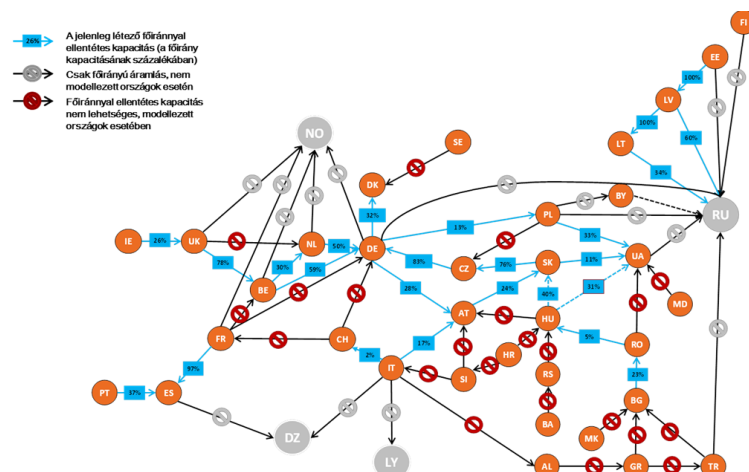 26%
A jelenleg létező főiránnyal
ellentétes kapacitás (a főirány
kapacitásának százalékában)
Csak főirányú áramlás, nem
modellezett országok esetén
Főiránnyal ellentétes kapacitás
nem lehetséges, modellezett
országok esetében
FI
EE
100%
LV
100%
60%
LT
34%
NO
SE
DK
32%
BY
PL
RU
13%
33%
IE
26%
UK
NL
50%
DE
78%
30%
59%
83%
CZ
76%
SK
11%
UA
BE
28%
24%
40%
31%
MD
AT
HU
FR
CH
17%
5%
RO
2%
HR
97%
IT
SI
RS
23%
PT
37%
ES
BG
BA
MK
DZ
LY
AL
GR
TR